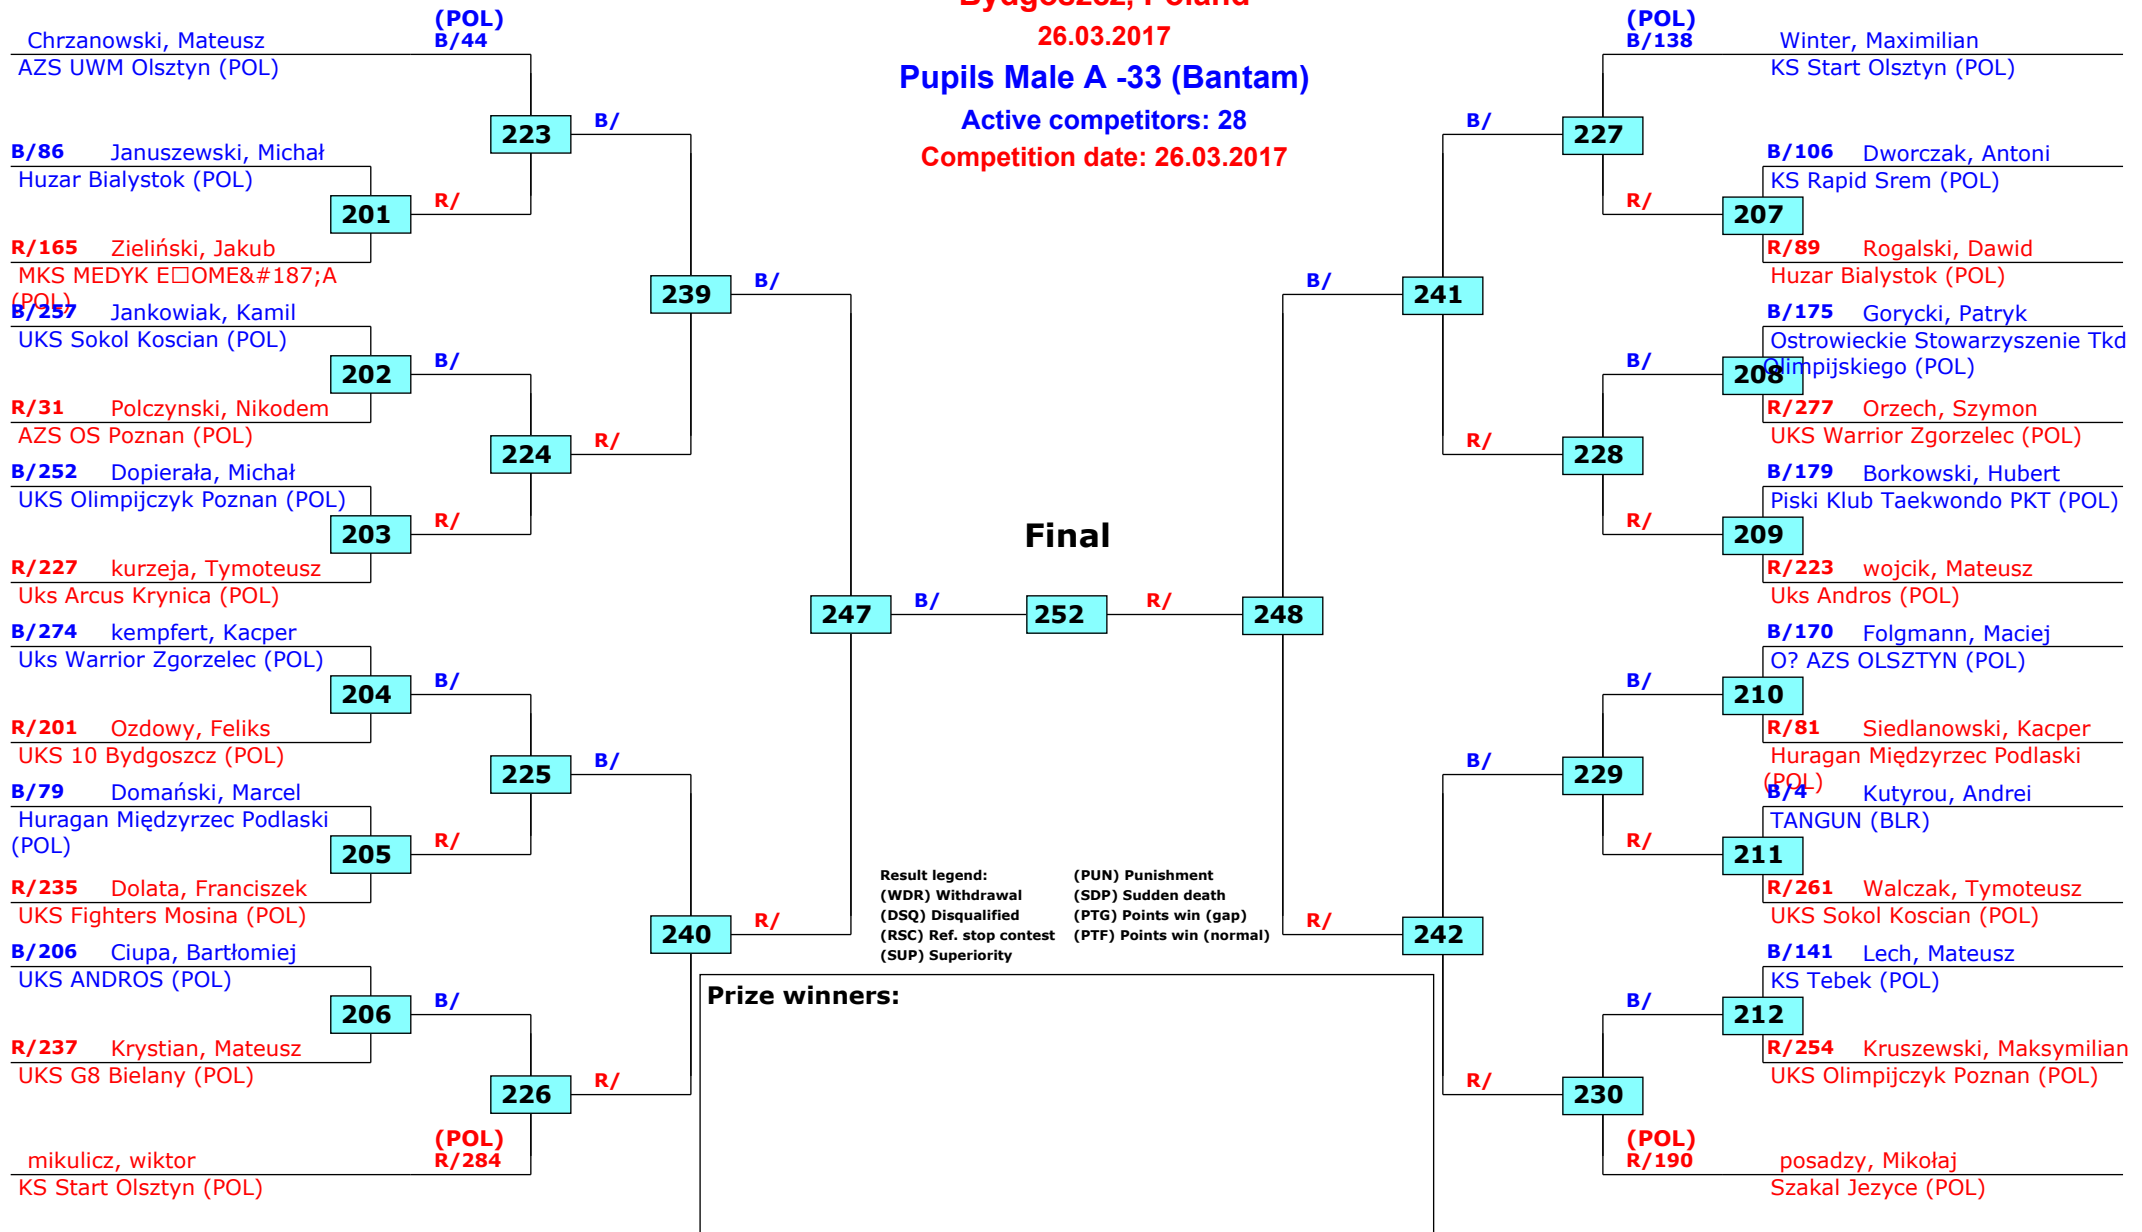 Bydgoszcz, Poland
26.03.2017
Pupils Male A -33 (Bantam)
Active competitors: 28
Competition date: 26.03.2017
(POL)
Chrzanowski, Mateusz B/44
AZS UWM Olsztyn (POL)
223
B/
B/86 Januszewski, Michał
Huzar Bialystok (POL)
201
R/
R/165 Zieliński, Jakub
MKS MEDYK E□OME&#187;A
(POL)
239
B/
B/257 Jankowiak, Kamil
UKS Sokol Koscian (POL)
202
B/
R/31 Polczynski, Nikodem
AZS OS Poznan (POL)
224
R/
B/252 Dopierała, Michał
UKS Olimpijczyk Poznan (POL)
203
R/
R/227 kurzeja, Tymoteusz
Uks Arcus Krynica (POL)
247
B/
B/274 kempfert, Kacper
Uks Warrior Zgorzelec (POL)
204
B/
R/201 Ozdowy, Feliks
UKS 10 Bydgoszcz (POL)
225
B/
B/79 Domański, Marcel
Huragan Międzyrzec Podlaski
(POL)
205
R/
R/235 Dolata, Franciszek
UKS Fighters Mosina (POL)
240
R/
B/206 Ciupa, Bartłomiej
UKS ANDROS (POL)
206
B/
R/237 Krystian, Mateusz
UKS G8 Bielany (POL)
226
R/
(POL)
mikulicz, wiktor R/284
KS Start Olsztyn (POL)
Final
252
R/
248
(POL)
B/138 Winter, Maximilian
KS Start Olsztyn (POL)
B/
227
B/106 Dworczak, Antoni
KS Rapid Srem (POL)
R/
207
R/89 Rogalski, Dawid
Huzar Bialystok (POL)
B/
241
B/175 Gorycki, Patryk
Ostrowieckie Stowarzyszenie Tkd
Olimpijskiego (POL)
B/
208
R/277 Orzech, Szymon
UKS Warrior Zgorzelec (POL)
R/
228
B/179 Borkowski, Hubert
Piski Klub Taekwondo PKT (POL)
R/
209
R/223 wojcik, Mateusz
Uks Andros (POL)
B/170 Folgmann, Maciej
O? AZS OLSZTYN (POL)
B/
210
R/81 Siedlanowski, Kacper
Huragan Międzyrzec Podlaski
(POL)
B/
229
B/4 Kutyrou, Andrei
TANGUN (BLR)
R/
211
R/261 Walczak, Tymoteusz
UKS Sokol Koscian (POL)
R/
242
B/141 Lech, Mateusz
KS Tebek (POL)
B/
212
R/254 Kruszewski, Maksymilian
UKS Olimpijczyk Poznan (POL)
R/
230
(POL)
R/190 posadzy, Mikołaj
Szakal Jezyce (POL)
Result legend: (PUN) Punishment
(WDR) Withdrawal (SDP) Sudden death
(DSQ) Disqualified (PTG) Points win (gap)
(RSC) Ref. stop contest (PTF) Points win (normal)
(SUP) Superiority
Prize winners: